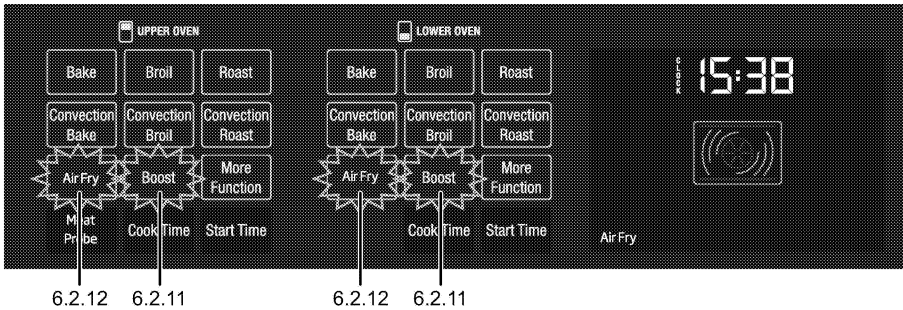 UPPER OVEN
Bake Broil Roast
Convection Bake
Convection Broil
Convection Roast
Air Fry
Boost
More Function
Meat Probe
Cook Time
Start Time
6.2.12 6.2.11
LOWER OVEN
Bake Broil Roast
Convection Bake
Convection Broil
Convection Roast
Air Fry
Boost
More Function
Cook Time
Start Time
6.2.12 6.2.11
CLOCK
15:38
Air Fry